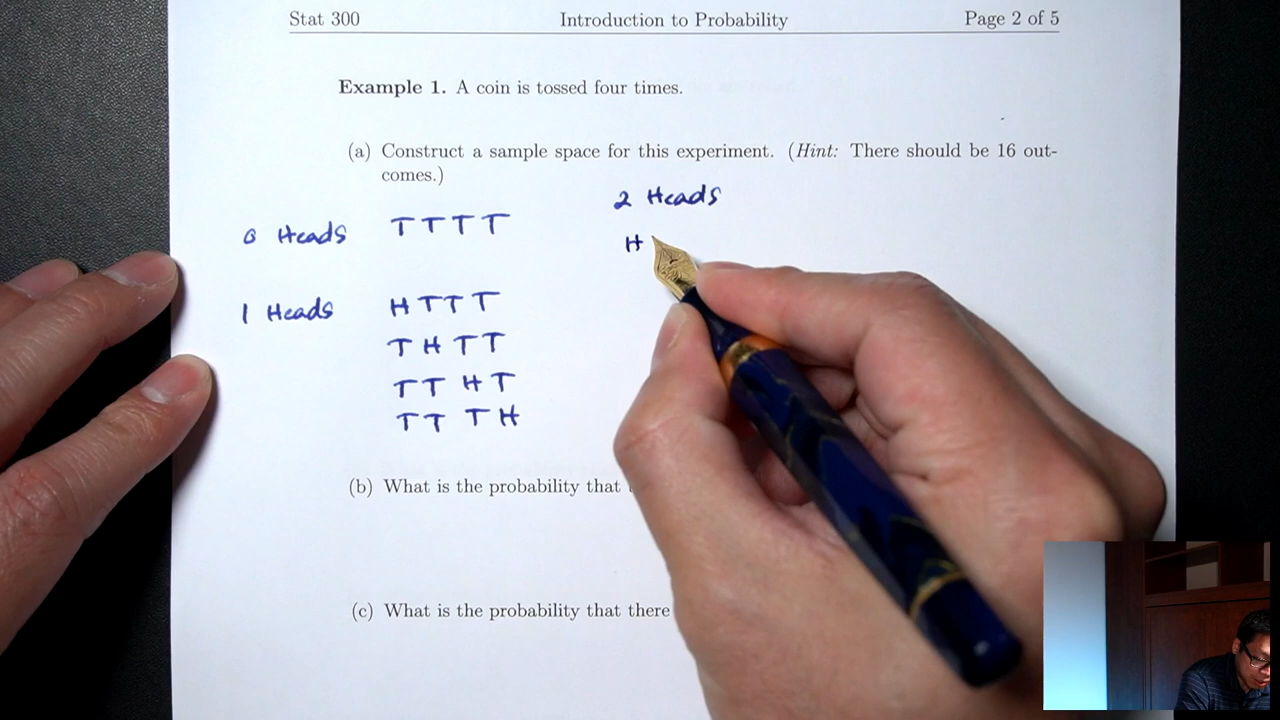 Stat 300 Introduction to Probability Page 2 of 5
Example 1. A coin is tossed four times.
(a) Construct a sample space for this experiment. (Hint: There should be 16 out-
comes.)
0 Heads TTTT
1 Heads HTTT
THTT
TTHT
TTTH
2 Heads
H
(b) What is the probability that
(c) What is the probability that there